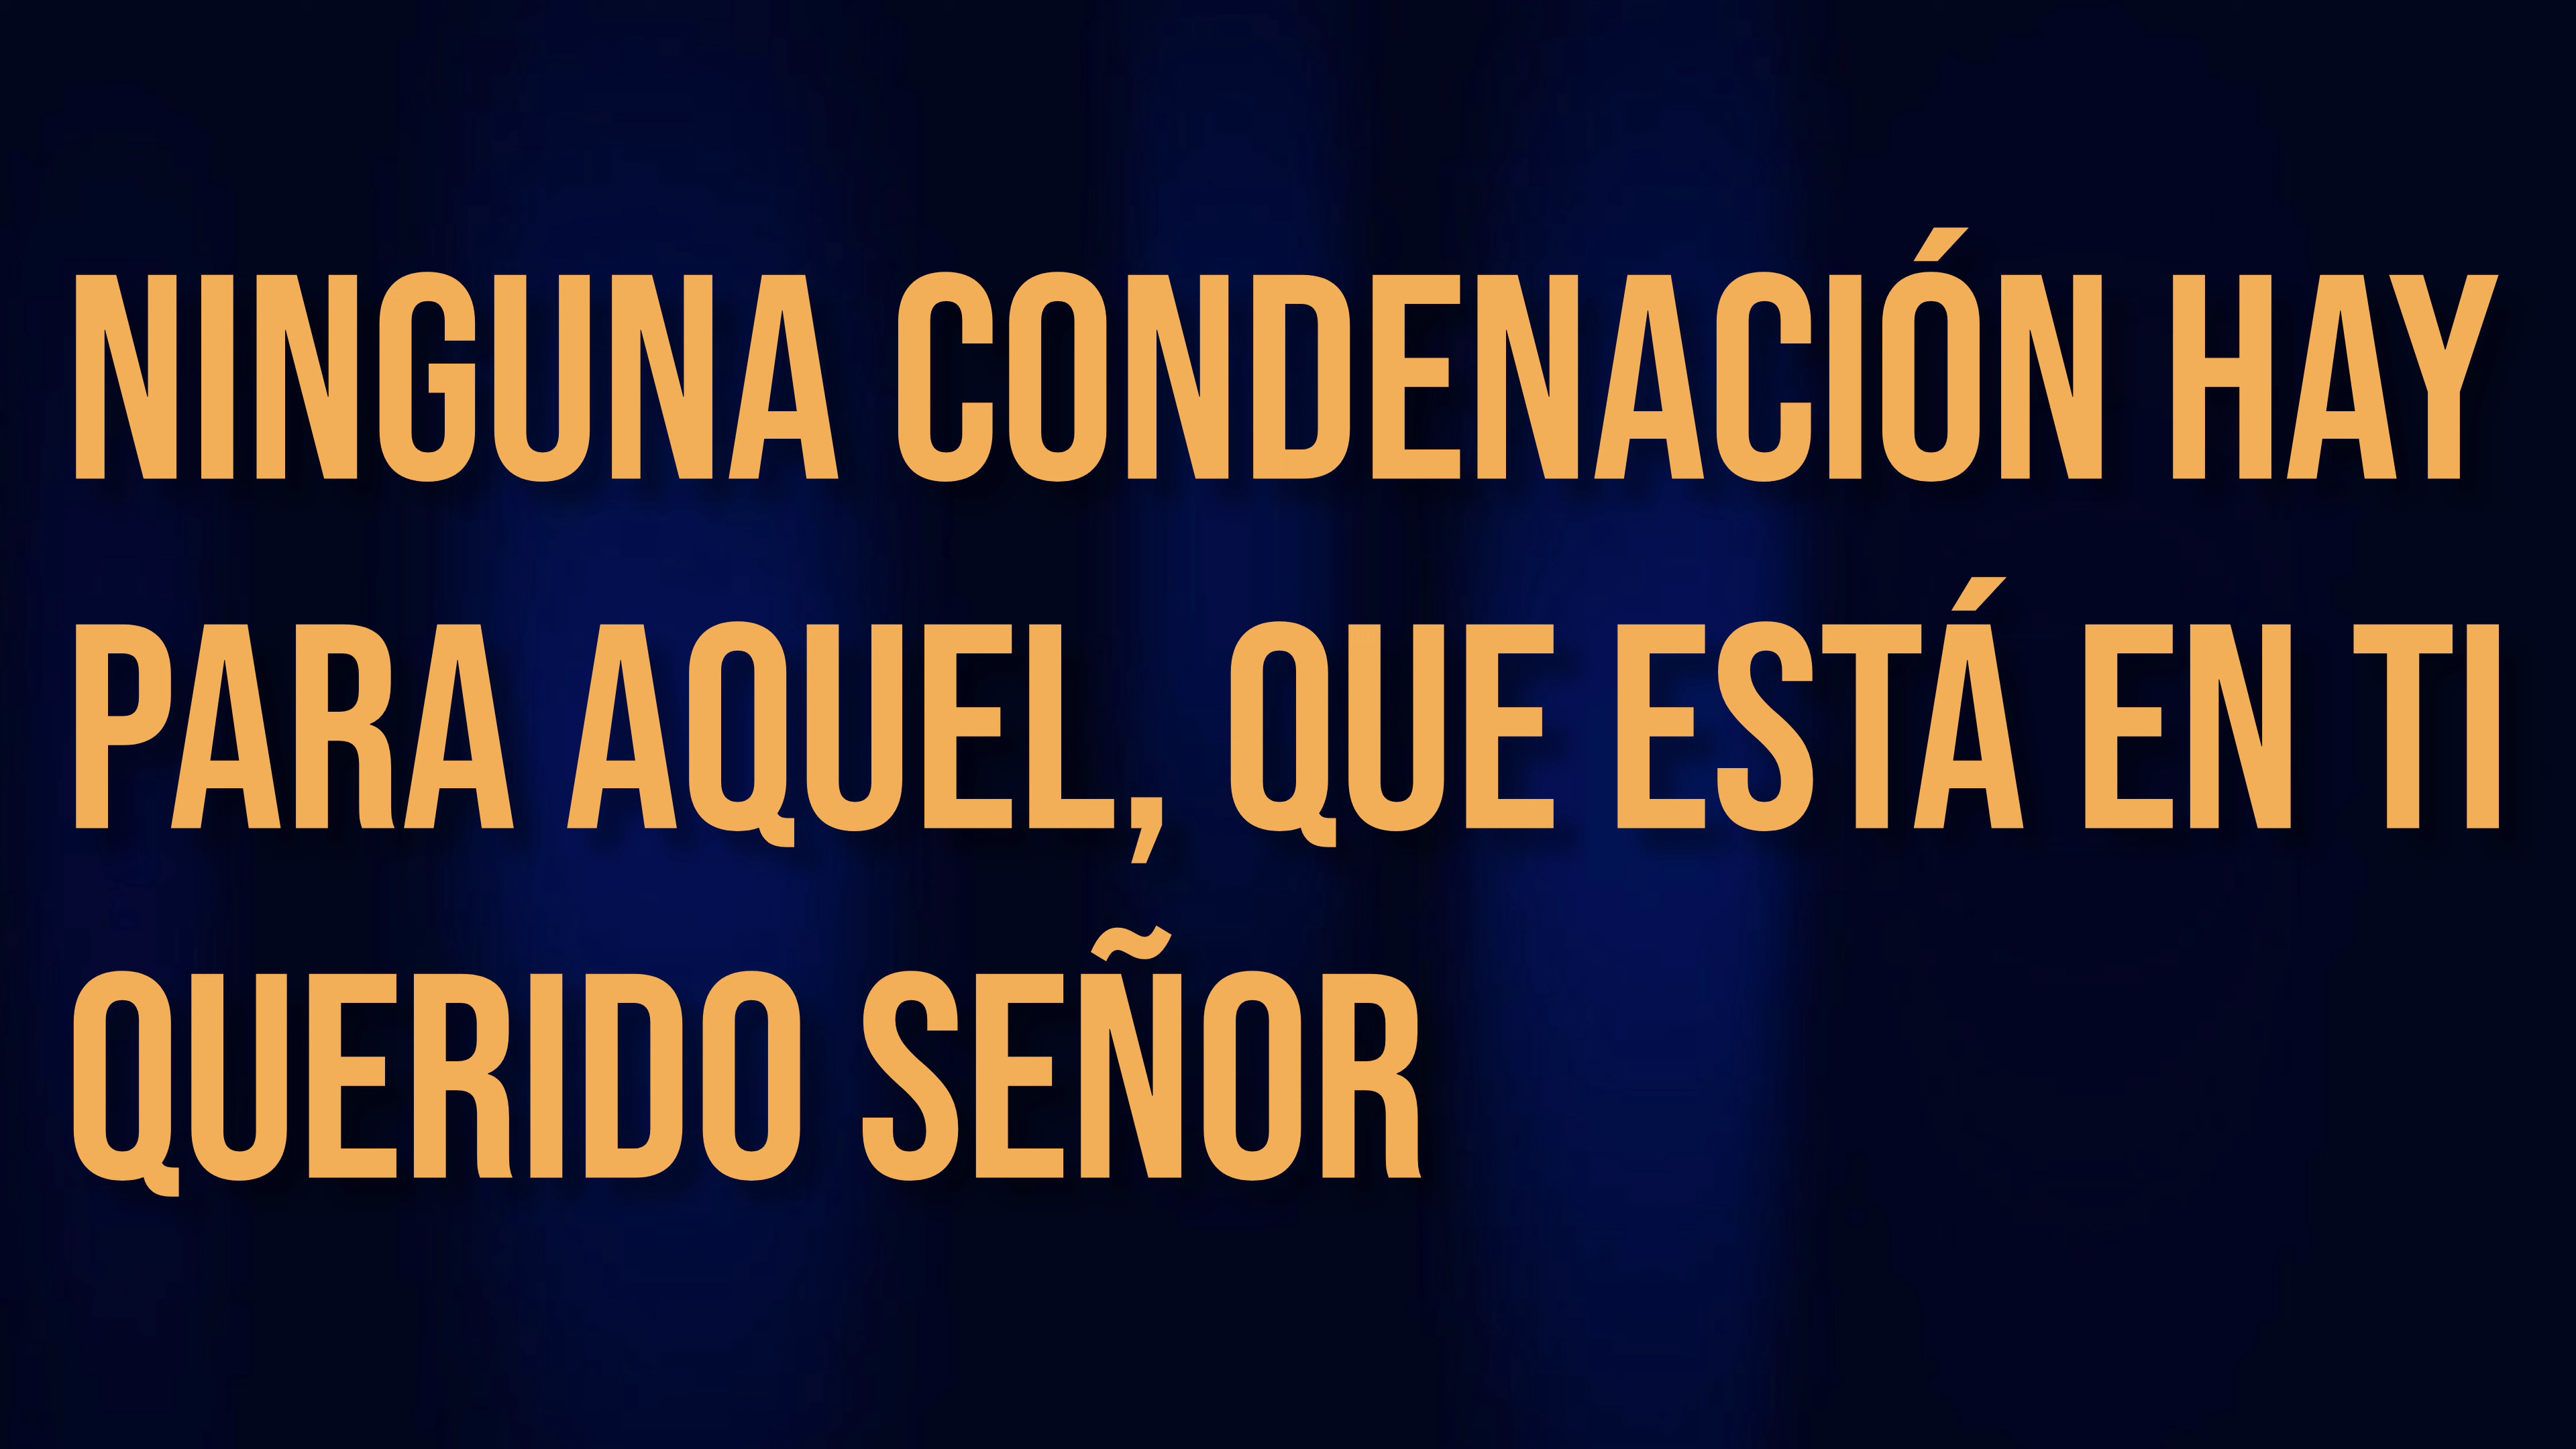 NINGUNA CONDENACIÓN HAY
PARA AQUEL, QUE ESTÁ EN TI
QUERIDO SEÑOR